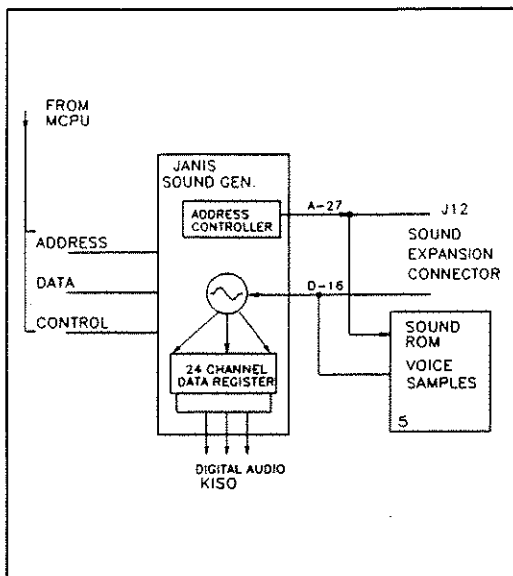 FROM
MCPU
JANIS
SOUND GEN.
ADDRESS
CONTROLLER
A-27
J12
SOUND
EXPANSION
CONNECTOR
ADDRESS
DATA
CONTROL
D-16
SOUND
ROM
VOICE
SAMPLES
5
24 CHANNEL
DATA REGISTER
DIGITAL AUDIO
KISO